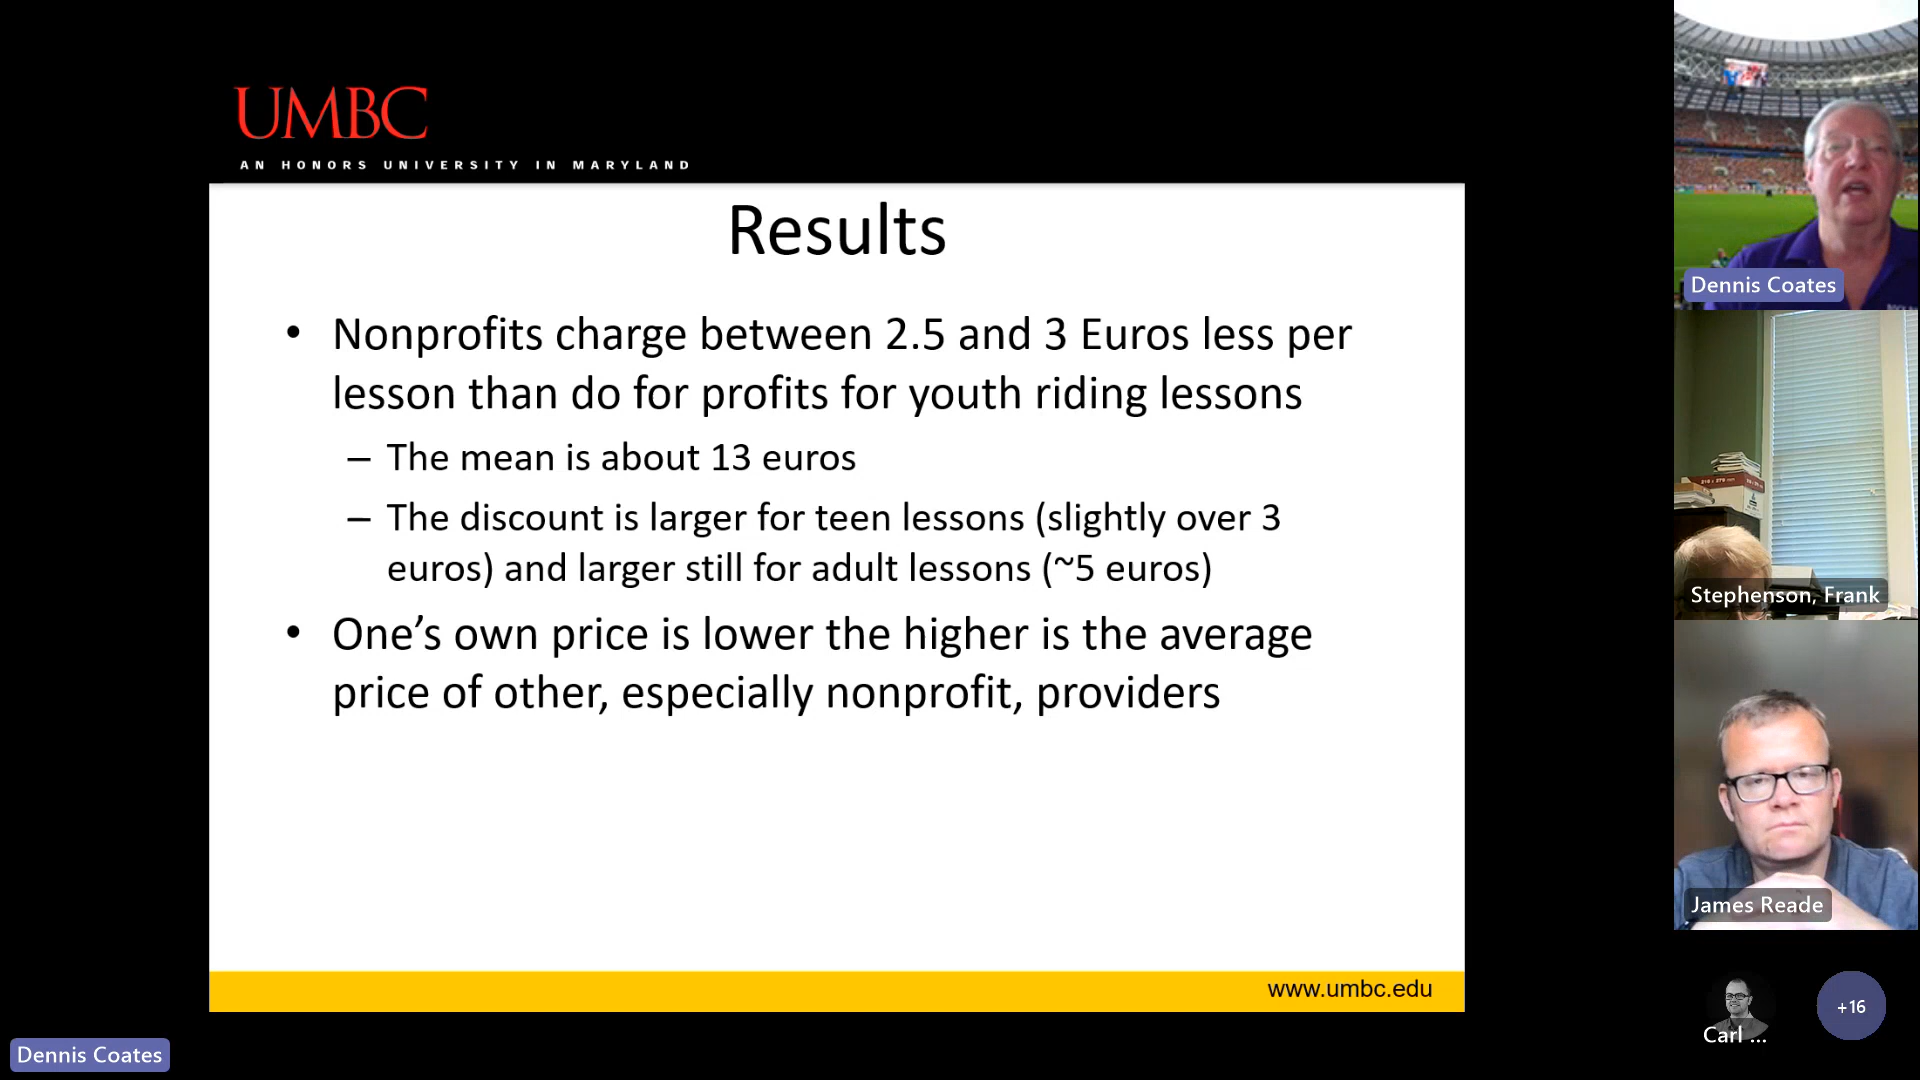 UMBC
AN HONORS UNIVERSITY IN MARYLAND
Results
• Nonprofits charge between 2.5 and 3 Euros less per
lesson than do for profits for youth riding lessons
– The mean is about 13 euros
– The discount is larger for teen lessons (slightly over 3
euros) and larger still for adult lessons (~5 euros)
• One’s own price is lower the higher is the average
price of other, especially nonprofit, providers
www.umbc.edu
Dennis Coates
Dennis Coates
Stephenson, Frank
James Reade
Carl ...
+16